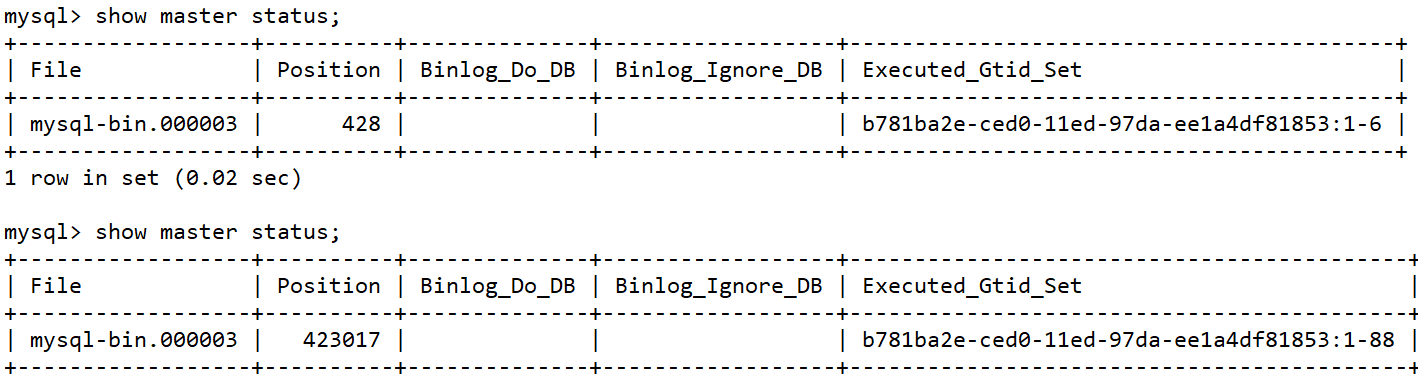 mysql> show master status;
+------------------+----------+--------------+------------------+------------------------------------------+
| File             | Position | Binlog_Do_DB | Binlog_Ignore_DB | Executed_Gtid_Set                        |
+------------------+----------+--------------+------------------+------------------------------------------+
| mysql-bin.000003 |      428 |              |                  | b781ba2e-ced0-11ed-97da-ee1a4df81853:1-6 |
+------------------+----------+--------------+------------------+------------------------------------------+
1 row in set (0.02 sec)
mysql> show master status;
+------------------+----------+--------------+------------------+-------------------------------------------+
| File             | Position | Binlog_Do_DB | Binlog_Ignore_DB | Executed_Gtid_Set                         |
+------------------+----------+--------------+------------------+-------------------------------------------+
| mysql-bin.000003 |   423017 |              |                  | b781ba2e-ced0-11ed-97da-ee1a4df81853:1-88 |
+------------------+----------+--------------+------------------+-------------------------------------------+